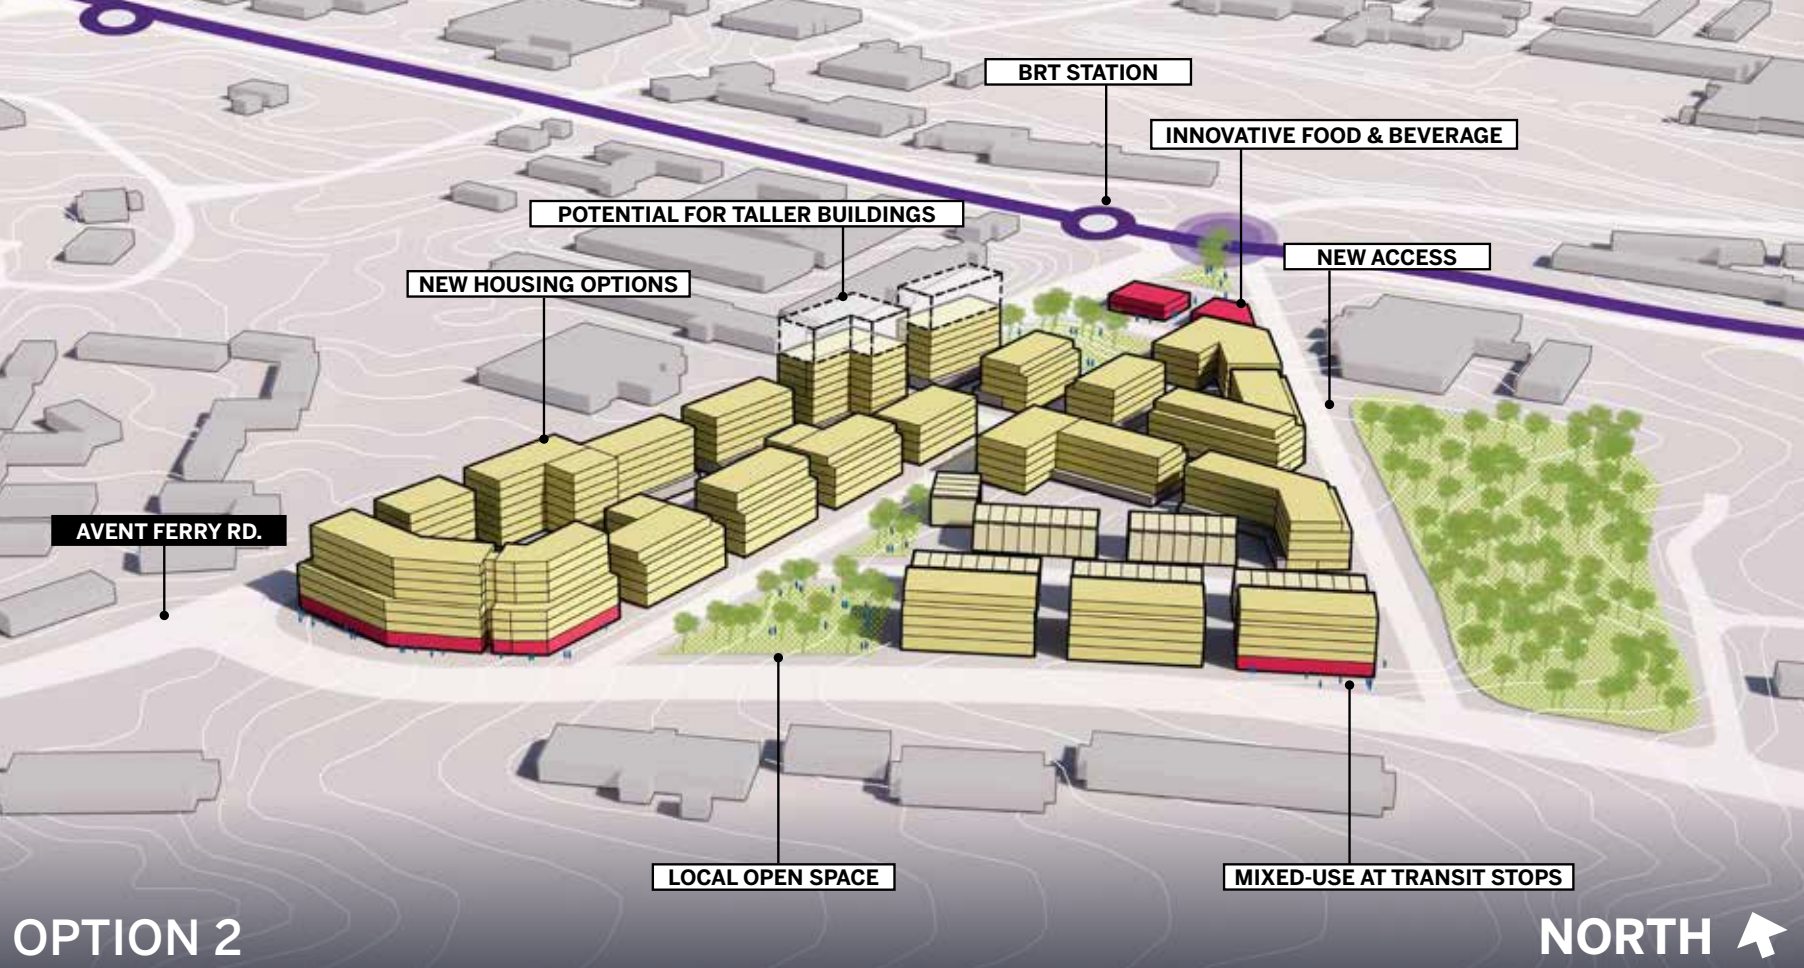 BRT STATION
INNOVATIVE FOOD & BEVERAGE
POTENTIAL FOR TALLER BUILDINGS
NEW ACCESS
NEW HOUSING OPTIONS
AVENT FERRY RD.
LOCAL OPEN SPACE
MIXED-USE AT TRANSIT STOPS
OPTION 2
NORTH